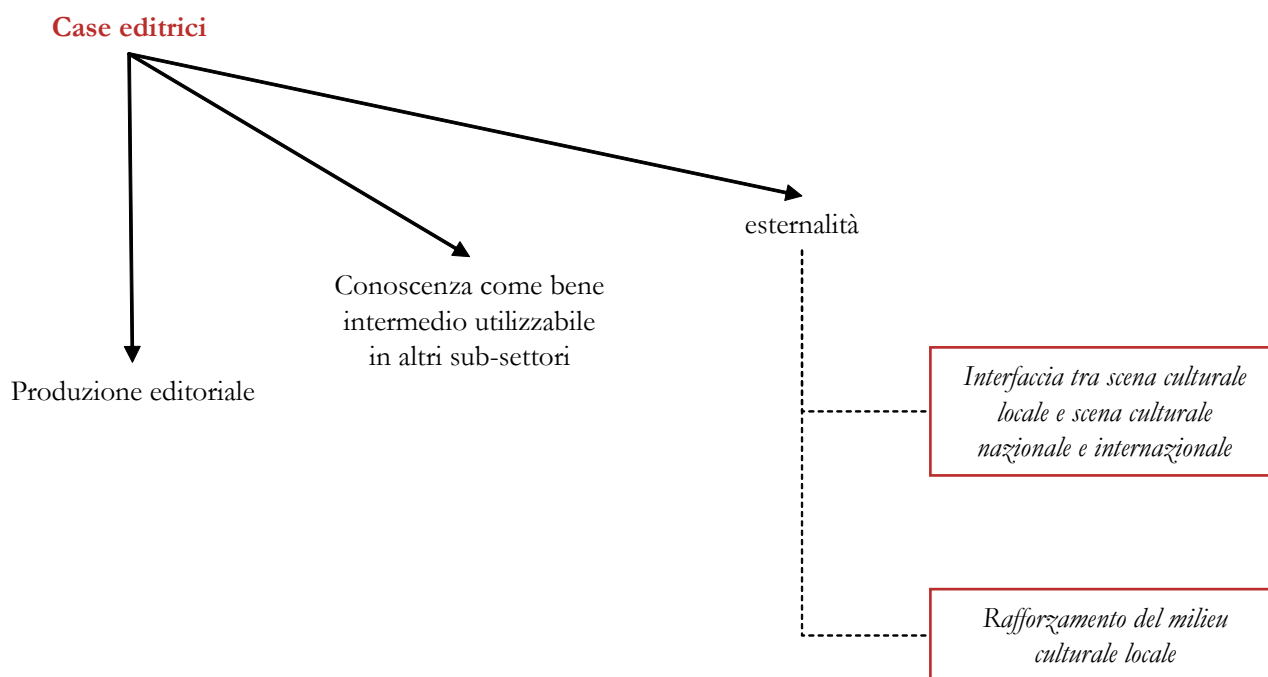 Case editrici
esternalità
Conoscenza come bene
intermedio utilizzabile
in altri sub-settori
Produzione editoriale
Interfaccia tra scena culturale
locale e scena culturale
nazionale e internazionale
Rafforzamento del milieu
culturale locale